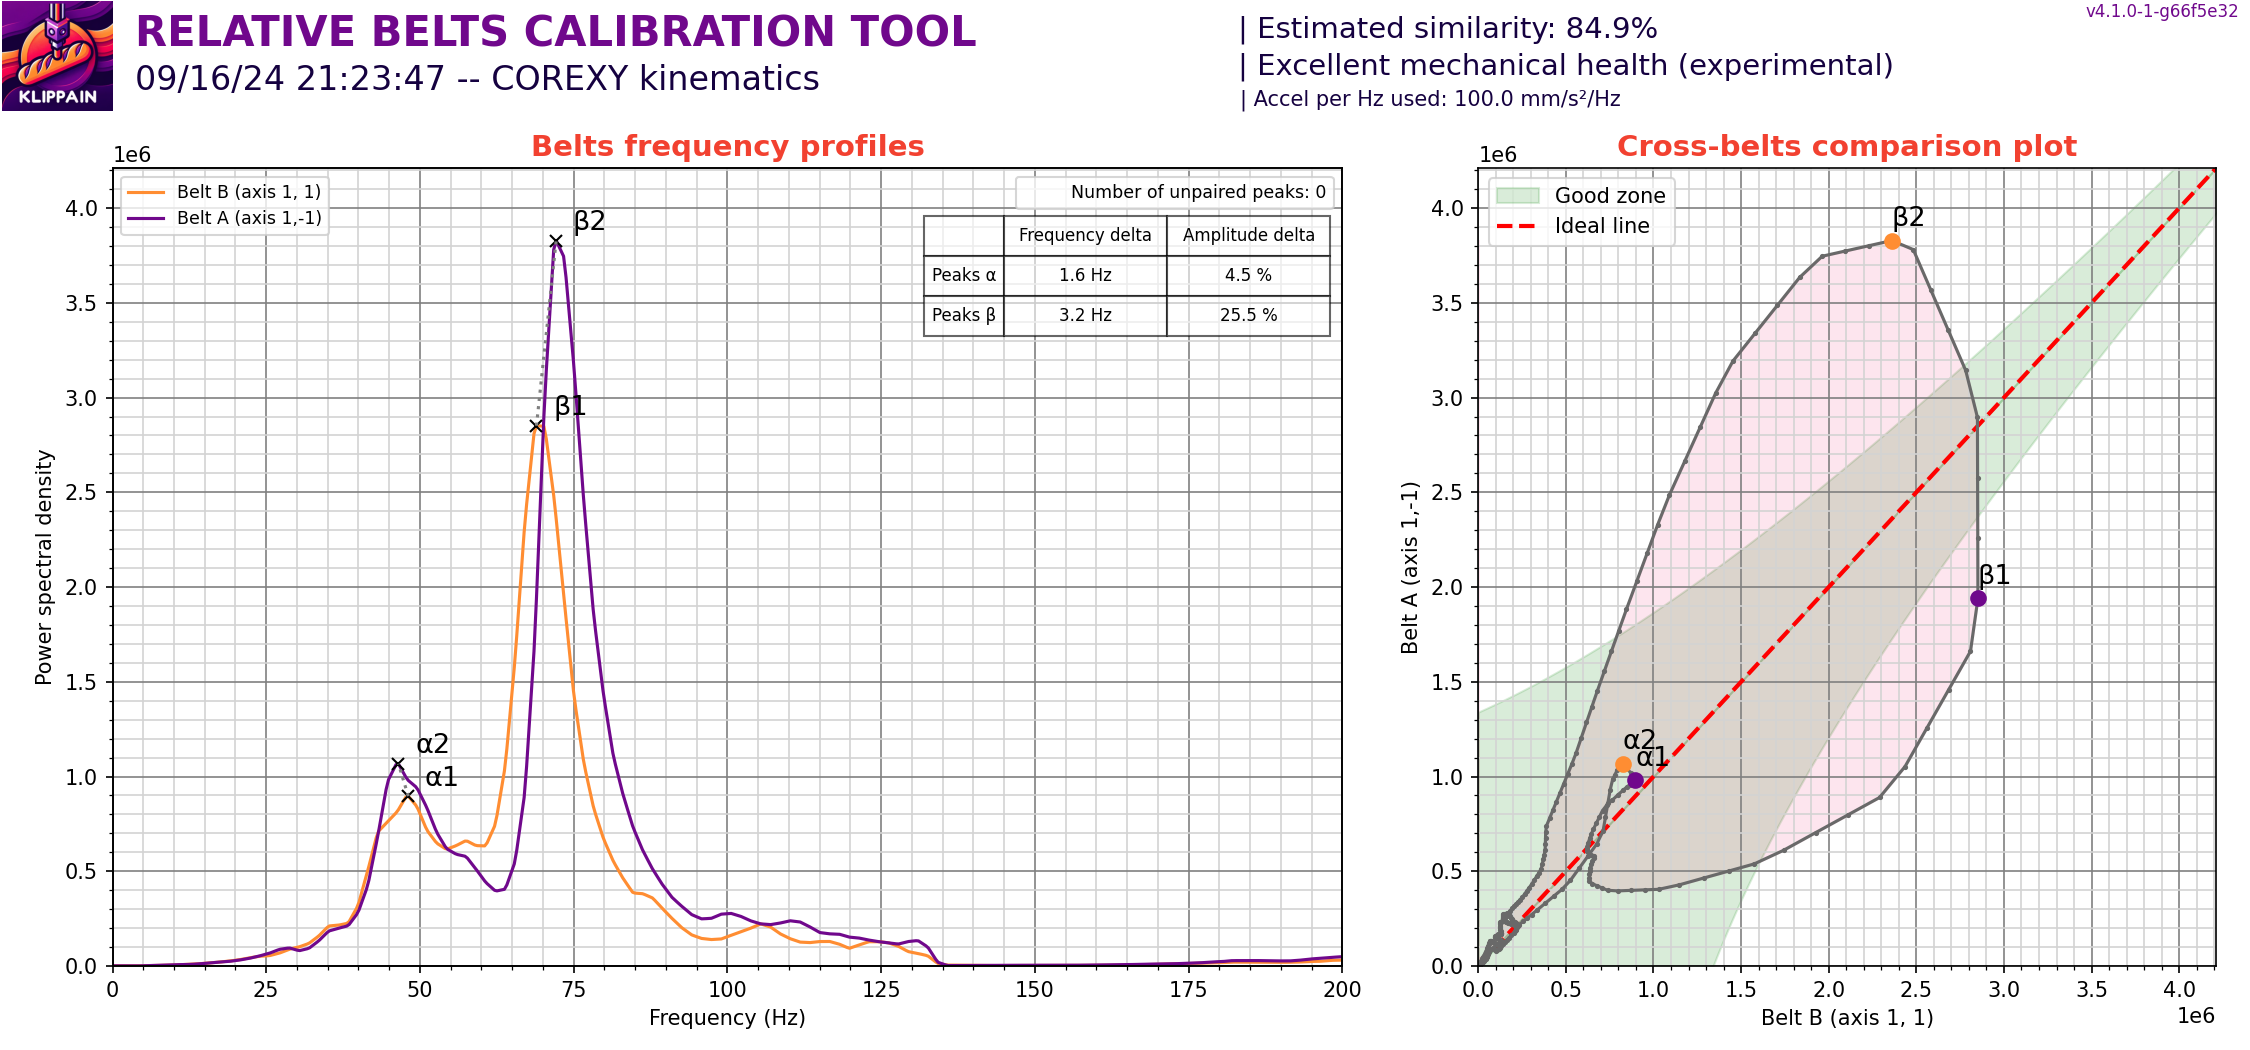 KLIPPAIN
RELATIVE BELTS CALIBRATION TOOL
09/16/24 21:23:47 -- COREXY kinematics
| Estimated similarity: 84.9%
| Excellent mechanical health (experimental)
| Accel per Hz used: 100.0 mm/s²/Hz
v4.1.0-1-g66f5e32
Belts frequency profiles
1e6
Belt B (axis 1, 1)
Belt A (axis 1,-1)
Number of unpaired peaks: 0
Frequency delta Amplitude delta
Peaks α 1.6 Hz 4.5 %
Peaks β 3.2 Hz 25.5 %
β2
β1
α2
α1
Power spectral density
4.0
3.5
3.0
2.5
2.0
1.5
1.0
0.5
0.0
0 25 50 75 100 125 150 175 200
Frequency (Hz)
Cross-belts comparison plot
1e6
Good zone
Ideal line
β2
β1
α2
α1
Belt A (axis 1,-1)
4.0
3.5
3.0
2.5
2.0
1.5
1.0
0.5
0.0
0.0 0.5 1.0 1.5 2.0 2.5 3.0 3.5 4.0
Belt B (axis 1, 1)
1e6